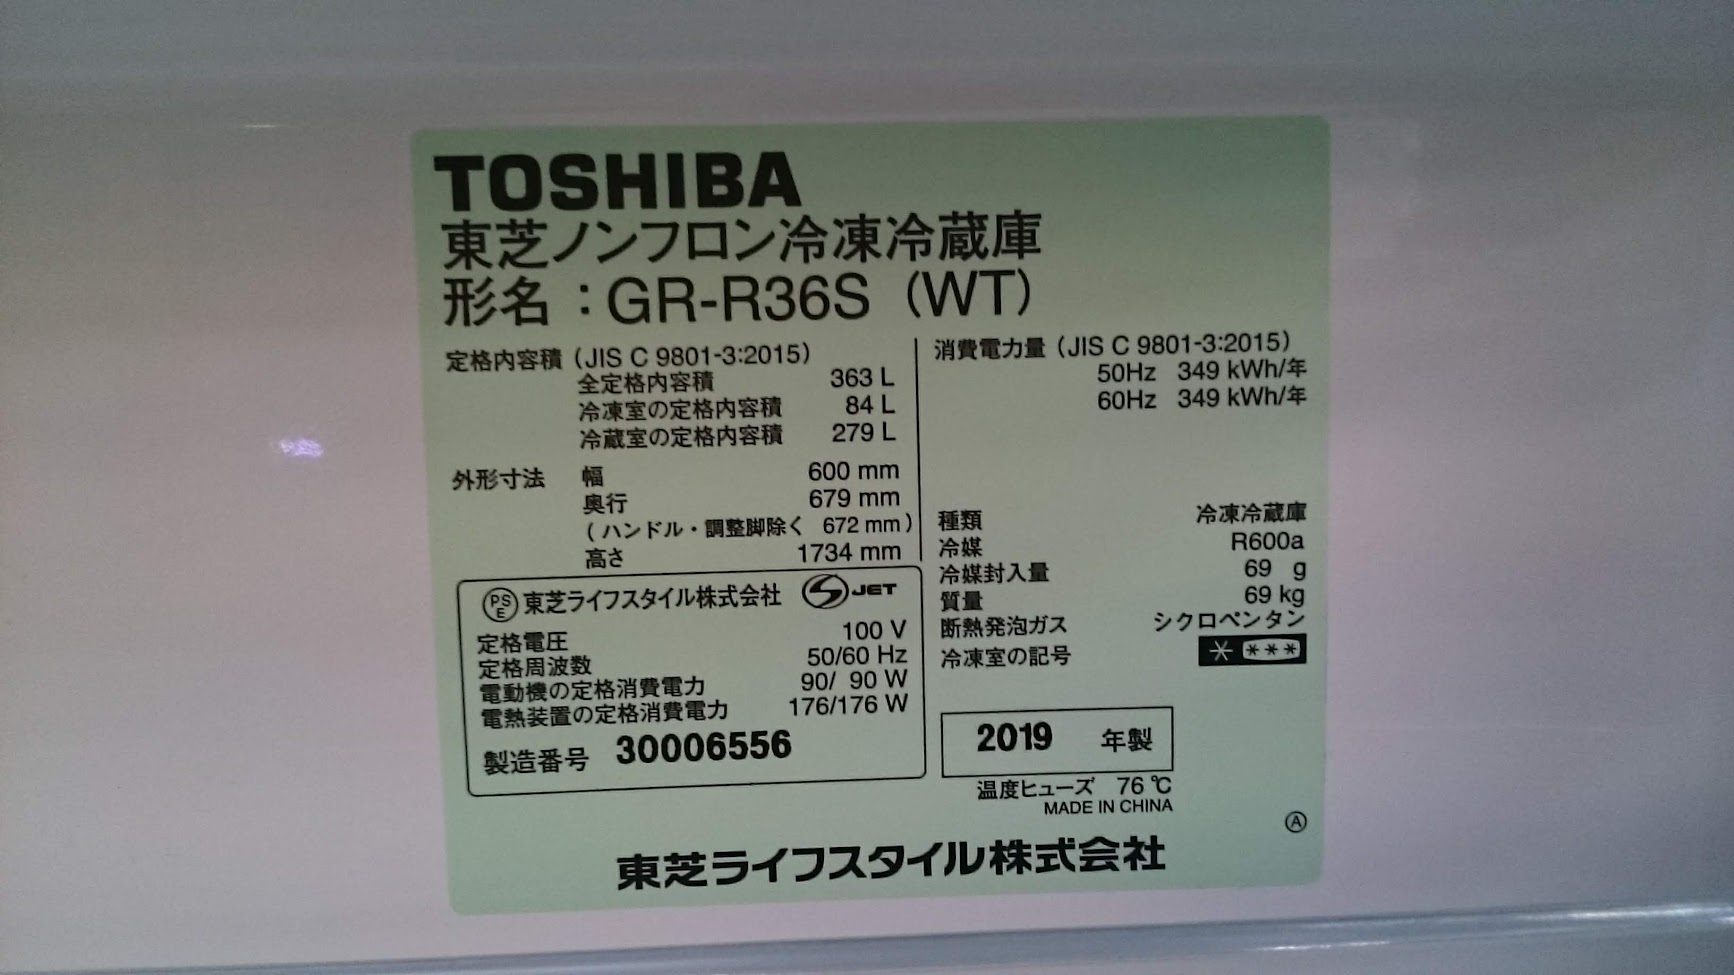 TOSHIBA
東芝ノンフロン冷凍冷蔵庫
形名：GR-R36S（WT）
定格内容積（JIS C 9801-3:2015）
全定格内容積 363 L
冷凍室の定格内容積 84 L
冷蔵室の定格内容積 279 L
外形寸法 幅 600 mm
奥行 679 mm
（ハンドル・調整脚除く 672 mm）
高さ 1734 mm
PSE 東芝ライフスタイル株式会社 S JET
定格電圧 100 V
定格周波数 50/60 Hz
電動機の定格消費電力 90/ 90 W
電熱装置の定格消費電力 176/176 W
製造番号 30006556
消費電力量（JIS C 9801-3:2015）
50Hz 349 kWh/年
60Hz 349 kWh/年
種類 冷凍冷蔵庫
冷媒 R600a
冷媒封入量 69 g
質量 69 kg
断熱発泡ガス シクロペンタン
冷凍室の記号 * ***
2019 年製
温度ヒューズ 76 ℃
MADE IN CHINA
Ⓐ
東芝ライフスタイル株式会社